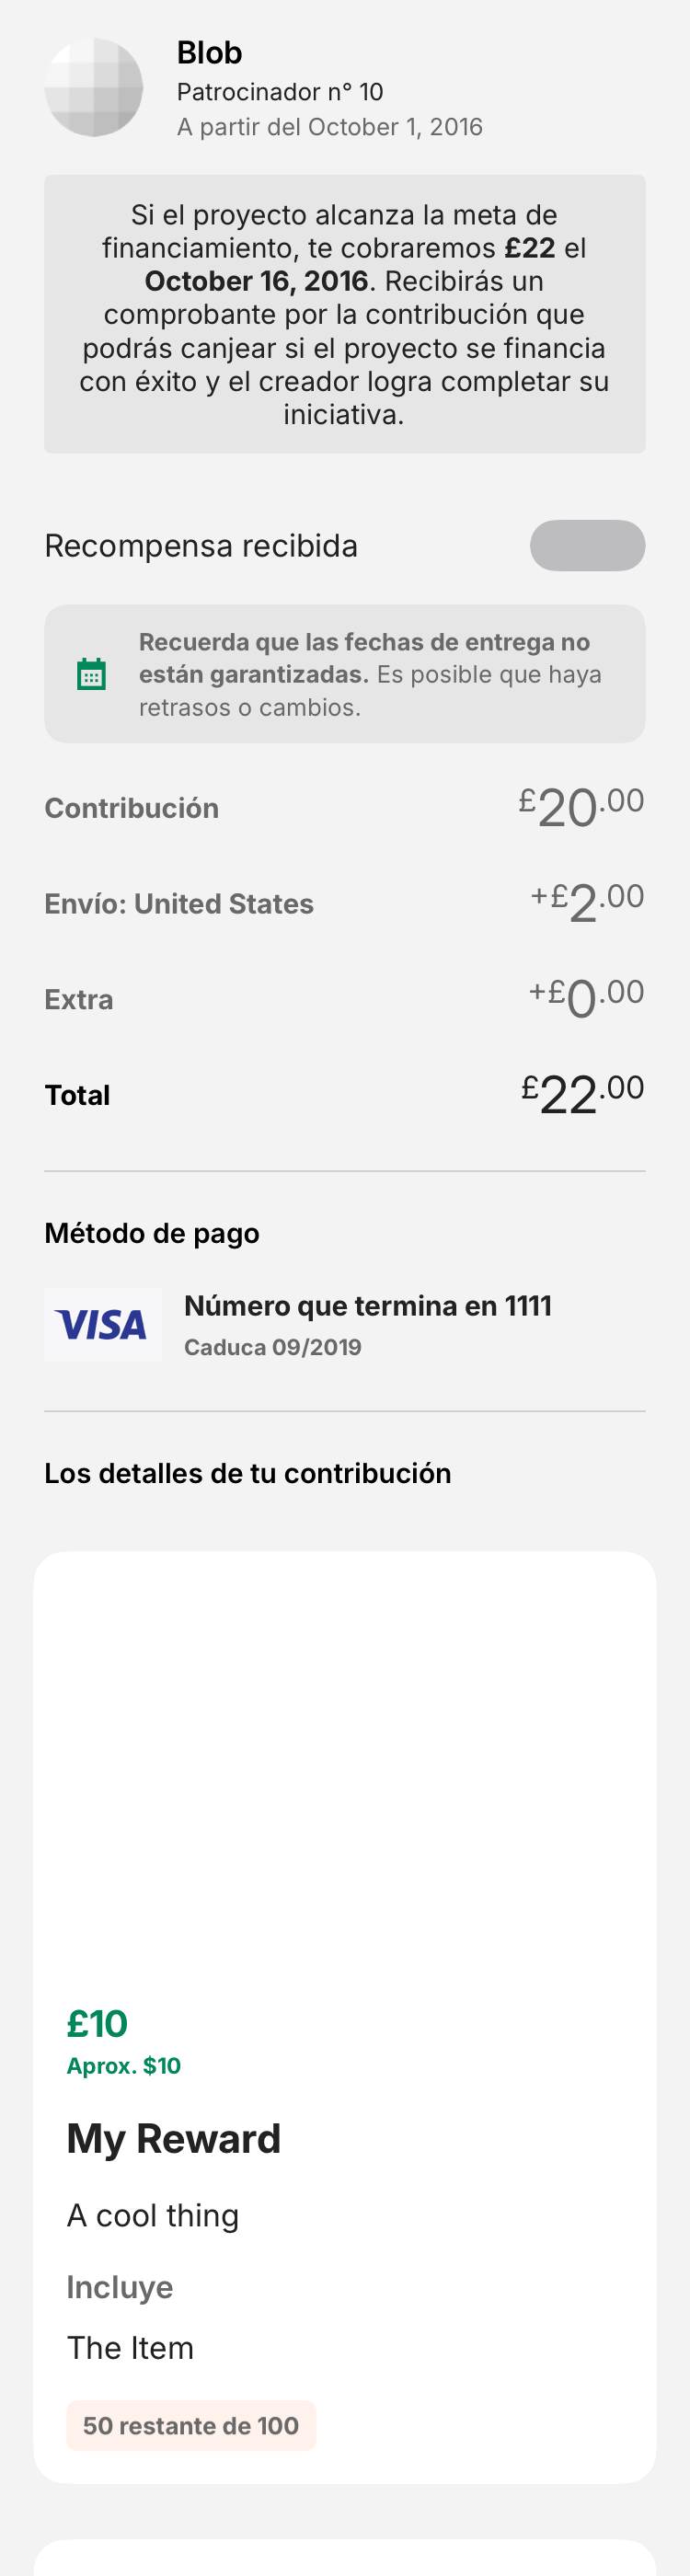 Blob
Patrocinador n° 10
A partir del October 1, 2016
Si el proyecto alcanza la meta de
financiamiento, te cobraremos £22 el
October 16, 2016. Recibirás un
comprobante por la contribución que
podrás canjear si el proyecto se financia
con éxito y el creador logra completar su
iniciativa.
Recompensa recibida
Recuerda que las fechas de entrega no
están garantizadas. Es posible que haya
retrasos o cambios.
Contribución £20.00
Envío: United States +£2.00
Extra +£0.00
Total £22.00
Método de pago
VISA
Número que termina en 1111
Caduca 09/2019
Los detalles de tu contribución
£10
Aprox. $10
My Reward
A cool thing
Incluye
The Item
50 restante de 100